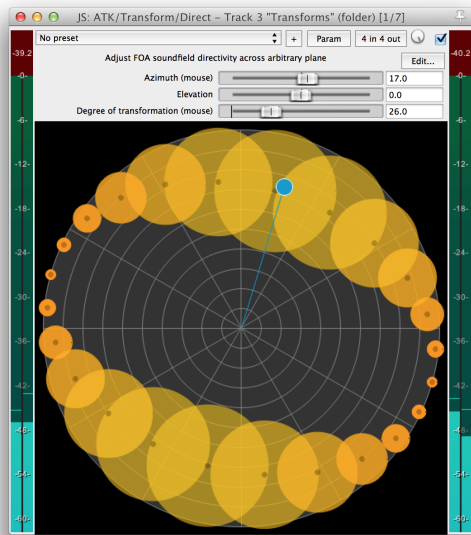 JS: ATK/Transform/Direct - Track 3 "Transforms" (folder) [1/7]
No preset + Param 4 in 4 out
-39.2 Adjust FOA soundfield directivity across arbitrary plane Edit... -40.2
Azimuth (mouse) 17.0
-0- Elevation 0.0 -0-
Degree of transformation (mouse) 26.0
-6- -6-
-12- -12-
-18- -18-
-24- -24-
-30- -30-
-36- -36-
-42- -42-
-48- -48-
-54- -54-
-60- -60-